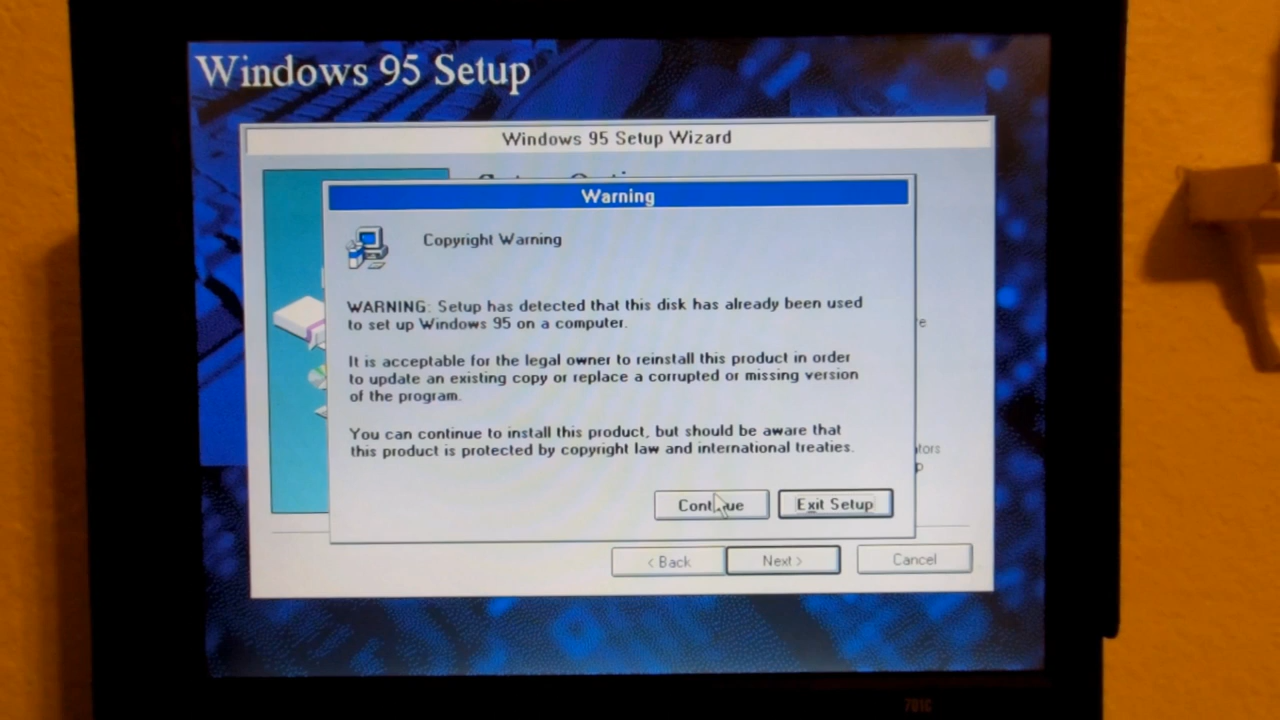 Windows 95 Setup
Windows 95 Setup Wizard
Warning
Copyright Warning
WARNING: Setup has detected that this disk has already been used
to set up Windows 95 on a computer.
It is acceptable for the legal owner to reinstall this product in order
to update an existing copy or replace a corrupted or missing version
of the program.
You can continue to install this product, but should be aware that
this product is protected by copyright law and international treaties.
Continue
Exit Setup
< Back
Next >
Cancel
701C